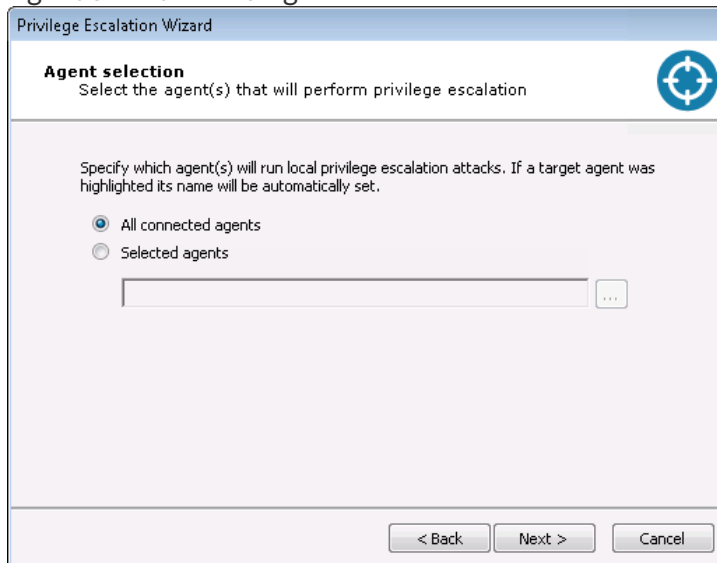 Privilege Escalation Wizard
Agent selection
Select the agent(s) that will perform privilege escalation
Specify which agent(s) will run local privilege escalation attacks. If a target agent was
highlighted its name will be automatically set.
All connected agents
Selected agents
...
< Back
Next >
Cancel